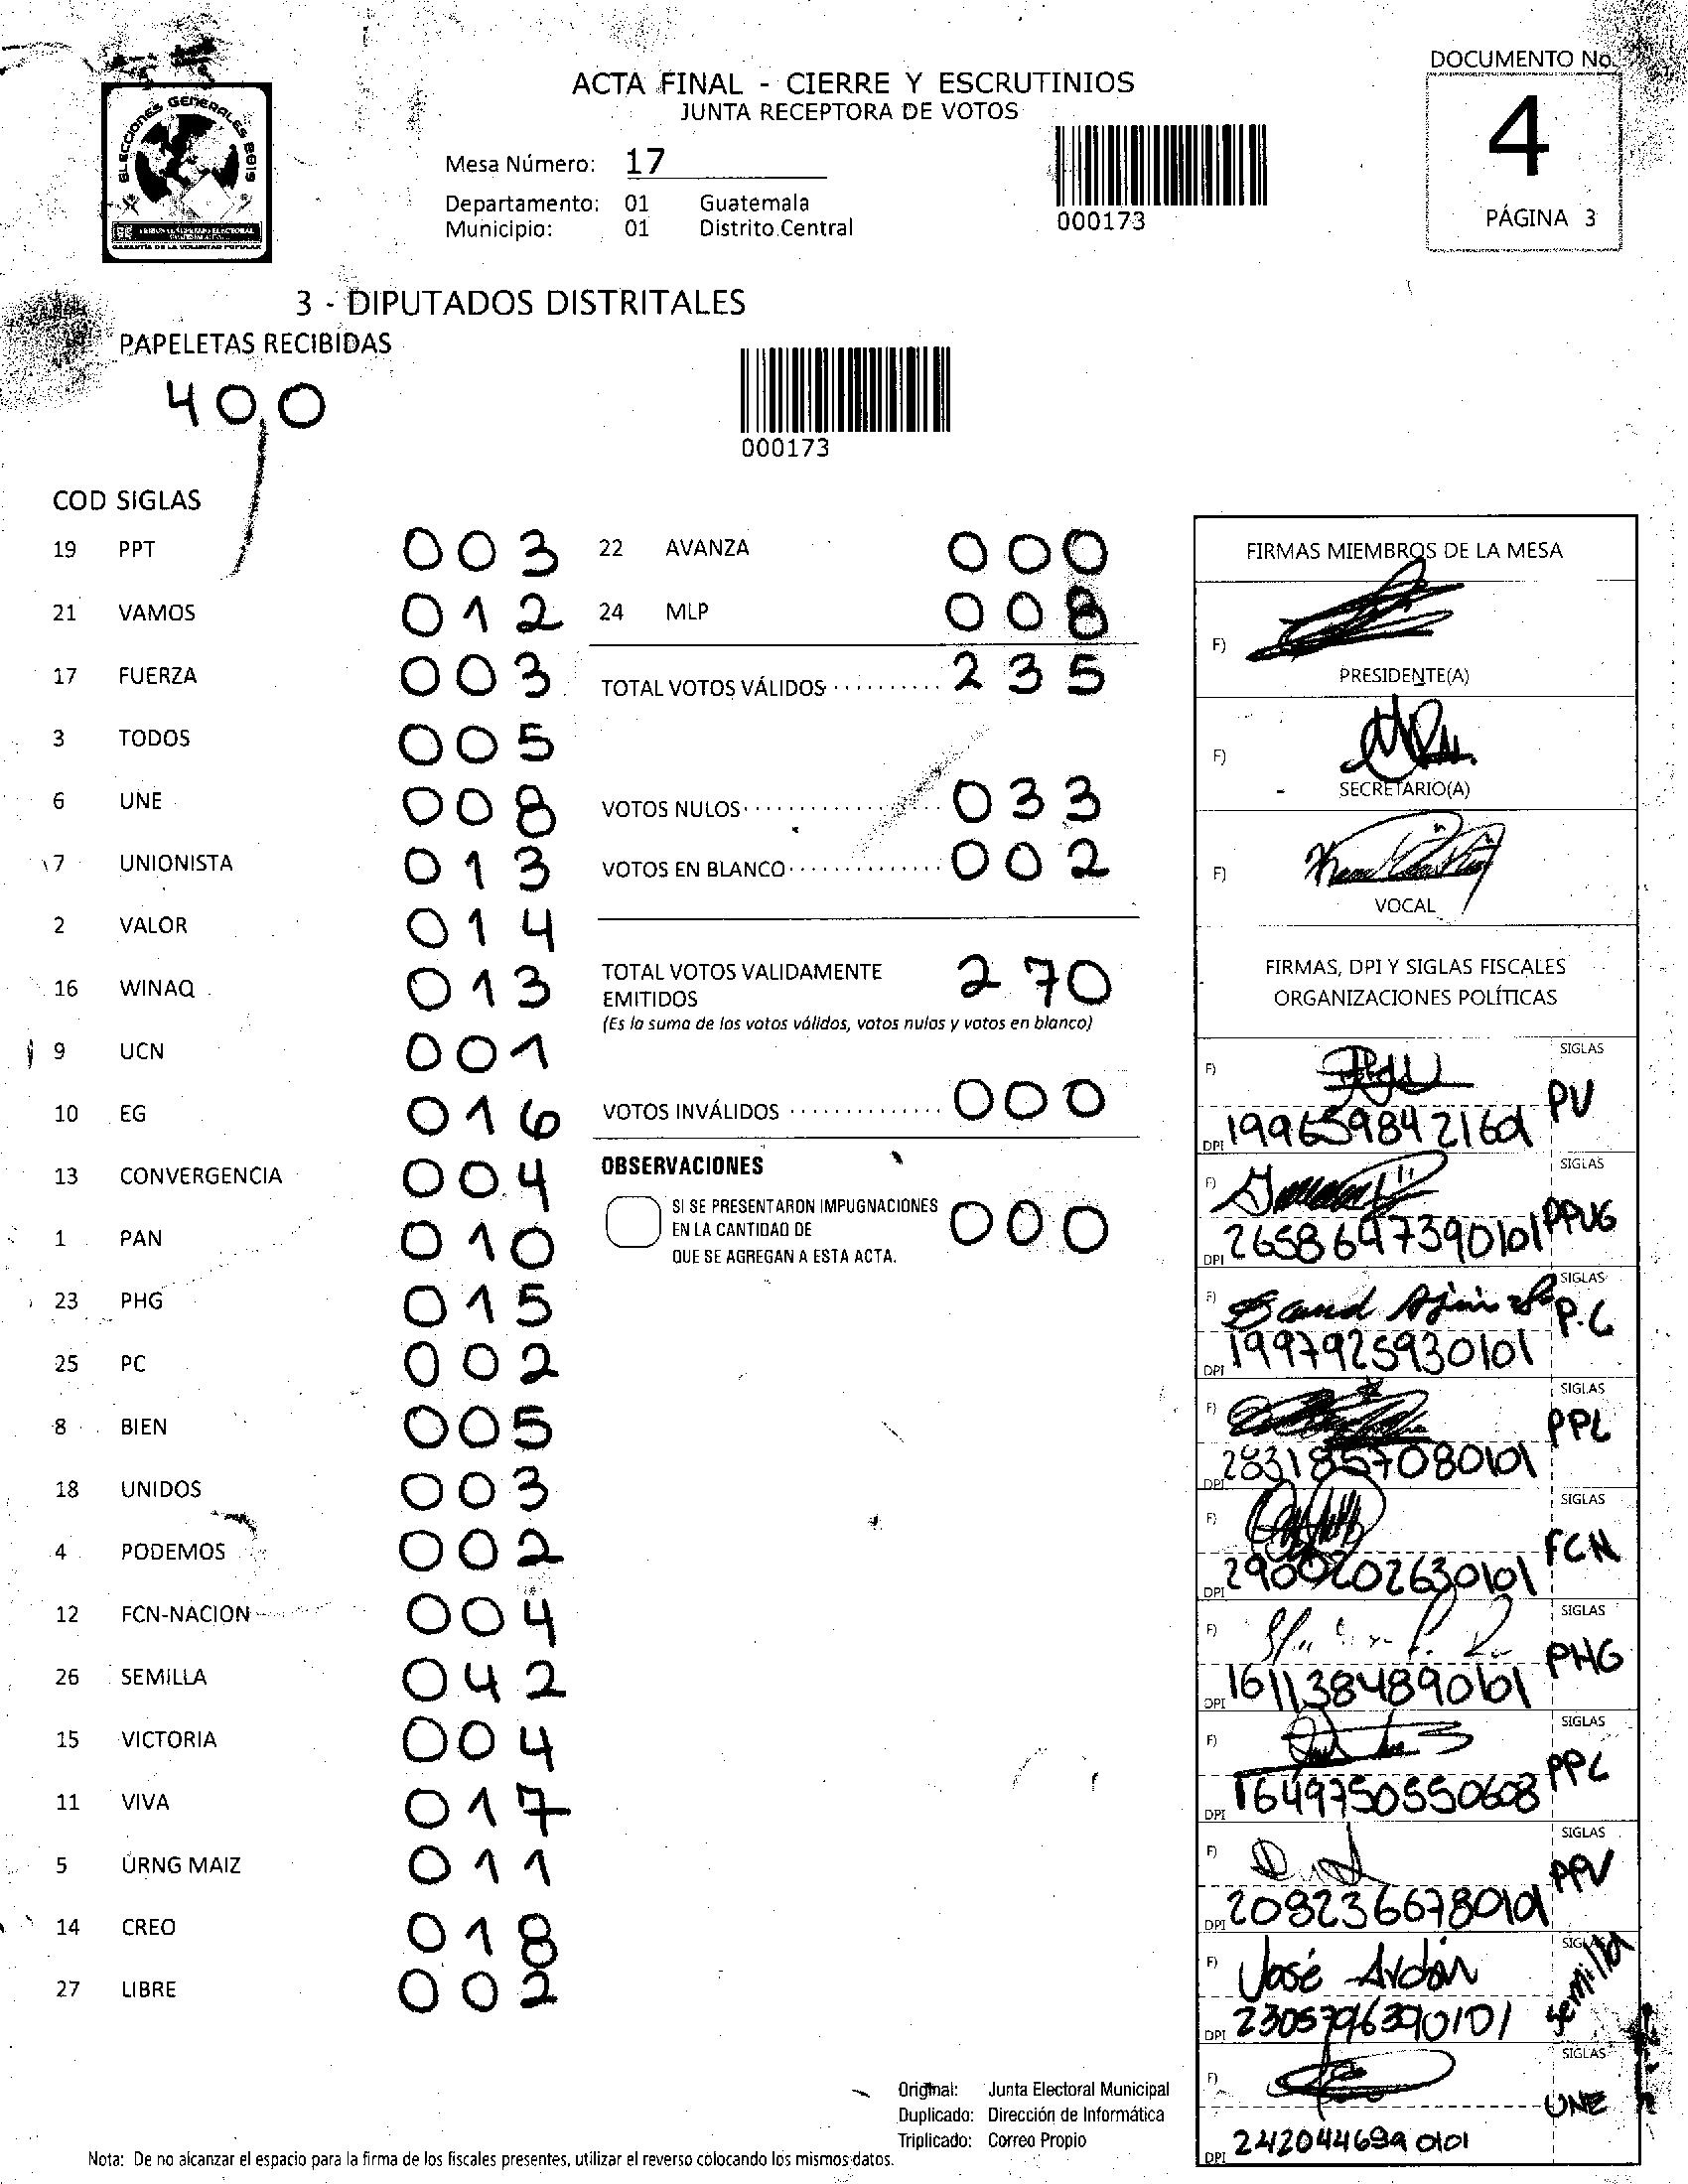 DOCUMENTO No.
4
PÁGINA 3
ELECCIONES GENERALES 2019
TRIBUNAL SUPREMO ELECTORAL
GARANTÍA DE LA VOLUNTAD POPULAR
ACTA FINAL - CIERRE Y ESCRUTINIOS
JUNTA RECEPTORA DE VOTOS
Mesa Número: 17
Departamento: 01 Guatemala
Municipio: 01 Distrito Central
000173
3 - DIPUTADOS DISTRITALES
PAPELETAS RECIBIDAS
400
000173
COD SIGLAS
19 PPT 003
21 VAMOS 012
17 FUERZA 003
3 TODOS 005
6 UNE 008
7 UNIONISTA 013
2 VALOR 014
16 WINAQ 013
9 UCN 001
10 EG 016
13 CONVERGENCIA 004
1 PAN 010
23 PHG 015
25 PC 002
8 BIEN 005
18 UNIDOS 003
4 PODEMOS 002
12 FCN-NACION 004
26 SEMILLA 042
15 VICTORIA 004
11 VIVA 017
5 URNG MAIZ 011
14 CREO 018
27 LIBRE 002
22 AVANZA 000
24 MLP 008
TOTAL VOTOS VÁLIDOS 235
VOTOS NULOS 033
VOTOS EN BLANCO 002
TOTAL VOTOS VALIDAMENTE
EMITIDOS 270
(Es la suma de los votos válidos, votos nulos y votos en blanco)
VOTOS INVÁLIDOS 000
OBSERVACIONES
SI SE PRESENTARON IMPUGNACIONES
EN LA CANTIDAD DE 000
QUE SE AGREGAN A ESTA ACTA.
FIRMAS MIEMBROS DE LA MESA
F)
PRESIDENTE(A)
F)
SECRETARIO(A)
F)
VOCAL
FIRMAS, DPI Y SIGLAS FISCALES
ORGANIZACIONES POLÍTICAS
F) SIGLAS
PV
DPI
F) SIGLAS
DPI 2658647390101
F) SIGLAS
P.C
DPI 1997925930101
F) SIGLAS
PPL
DPI 2831857080101
F) SIGLAS
FCN
DPI 2900202630101
F) SIGLAS
PHG
DPI
F) SIGLAS
PPL
DPI 1649750550608
F) SIGLAS
PPV
DPI
F) José Ardón SIGLAS
Semilla
DPI 2305796390101
F) SIGLAS
UNE
DPI
Original: Junta Electoral Municipal
Duplicado: Dirección de Informática
Triplicado: Correo Propio
Nota: De no alcanzar el espacio para la firma de los fiscales presentes, utilizar el reverso colocando los mismos datos.